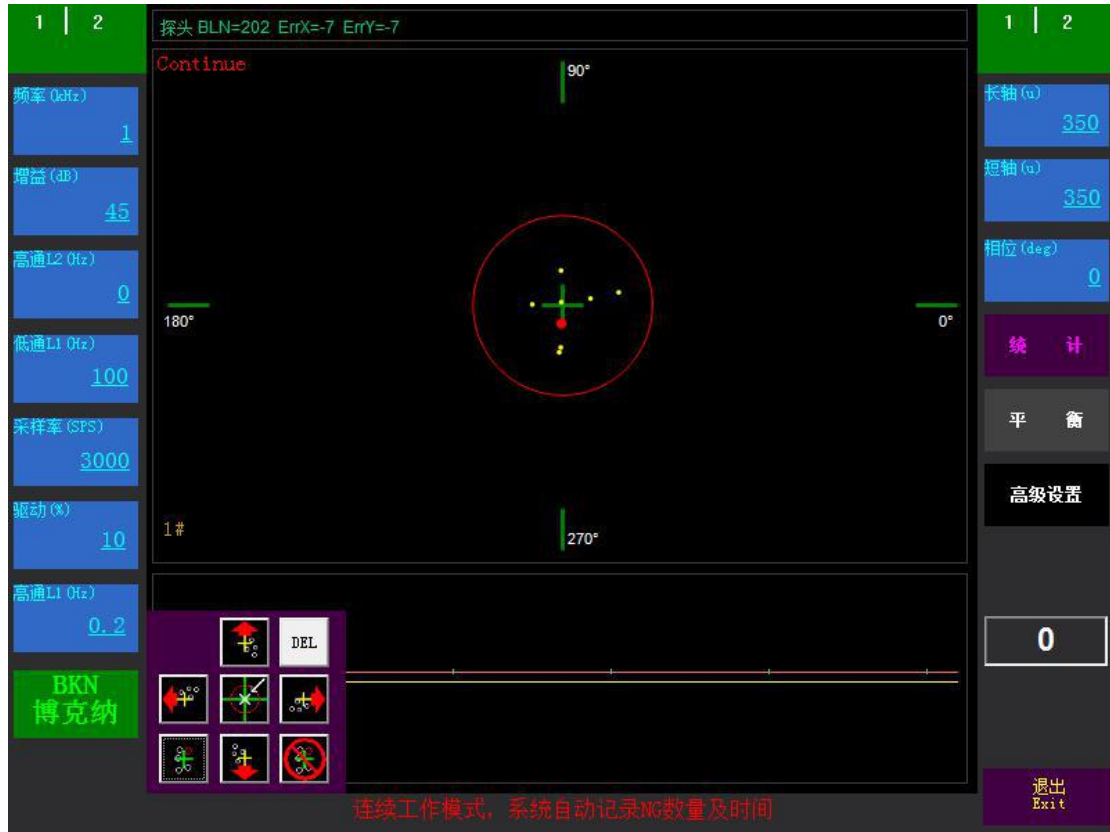 1 | 2
探头 BLN=202 ErrX=-7 ErrY=-7
1 | 2
频率(kHz)
1
增益(dB)
45
高通L2(Hz)
0
低通L1(Hz)
100
采样率(SPS)
3000
驱动(%)
10
高通L1(Hz)
0.2
BKN
博克纳
Continue
90°
180°
0°
270°
1#
DEL
长轴(u)
350
短轴(u)
350
相位(deg)
0
统 计
平 衡
高级设置
0
退出
Exit
连续工作模式，系统自动记录NG数量及时间